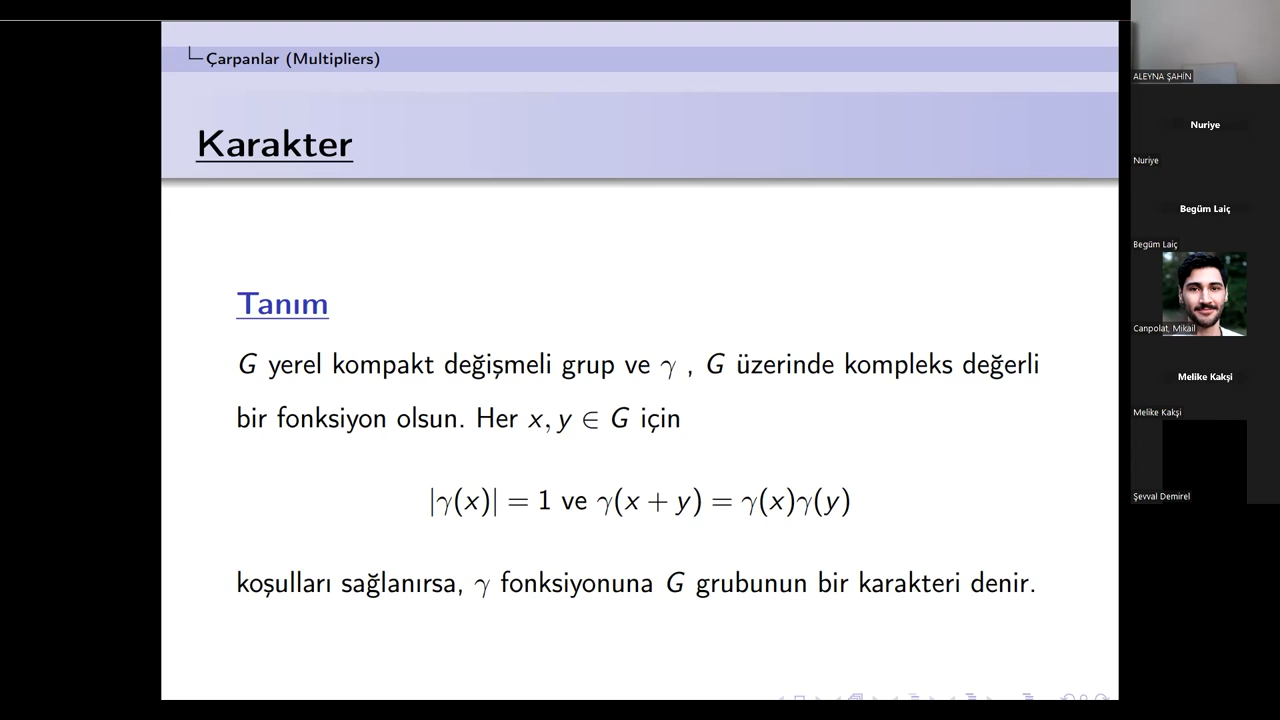 Çarpanlar (Multipliers)
Karakter
Tanım
G yerel kompakt değişmeli grup ve γ , G üzerinde kompleks değerli
bir fonksiyon olsun. Her x, y ∈ G için
|γ(x)| = 1 ve γ(x + y) = γ(x)γ(y)
koşulları sağlanırsa, γ fonksiyonuna G grubunun bir karakteri denir.
ALEYNA ŞAHİN
Nuriye
Nuriye
Begüm Laiç
Begüm Laiç
Canpolat, Mikail
Melike Kakşi
Melike Kakşi
Şevval Demirel